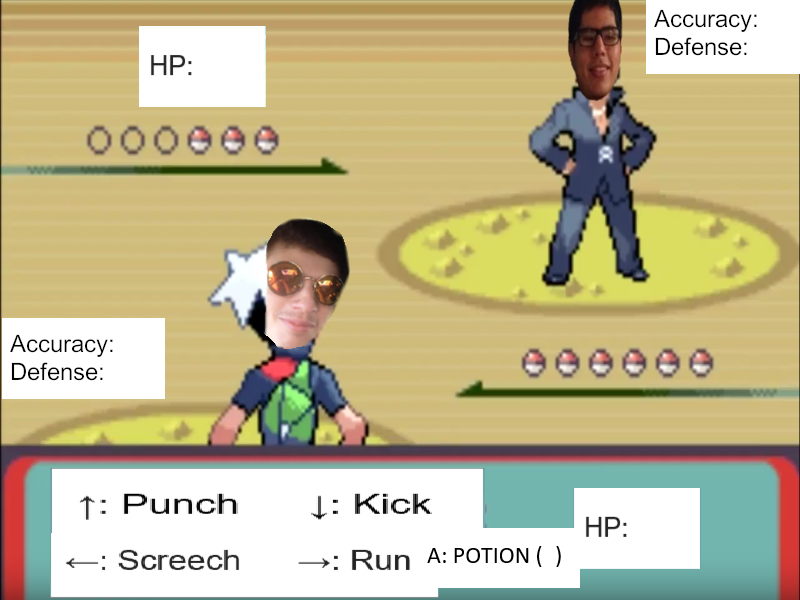 Accuracy:
Defense:
HP:
Accuracy:
Defense:
↑: Punch ↓: Kick
←: Screech →: Run
A: POTION ( )
HP: